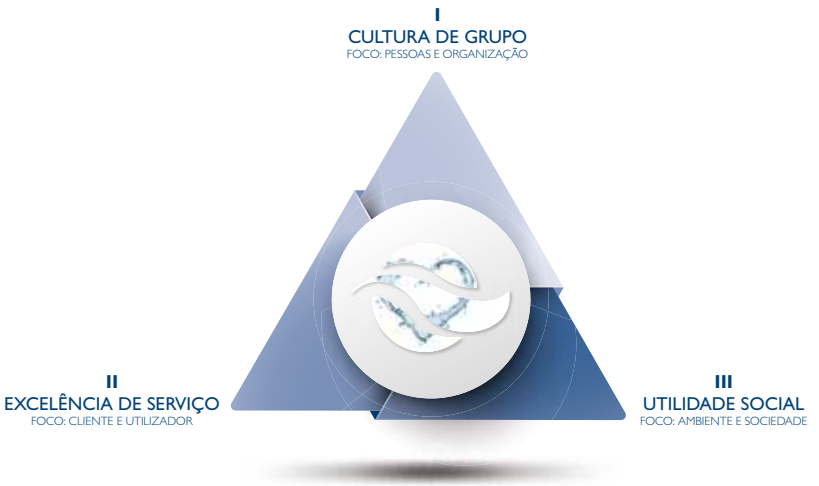 I
CULTURA DE GRUPO
FOCO: PESSOAS E ORGANIZAÇÃO
II
EXCELÊNCIA DE SERVIÇO
FOCO: CLIENTE E UTILIZADOR
III
UTILIDADE SOCIAL
FOCO: AMBIENTE E SOCIEDADE